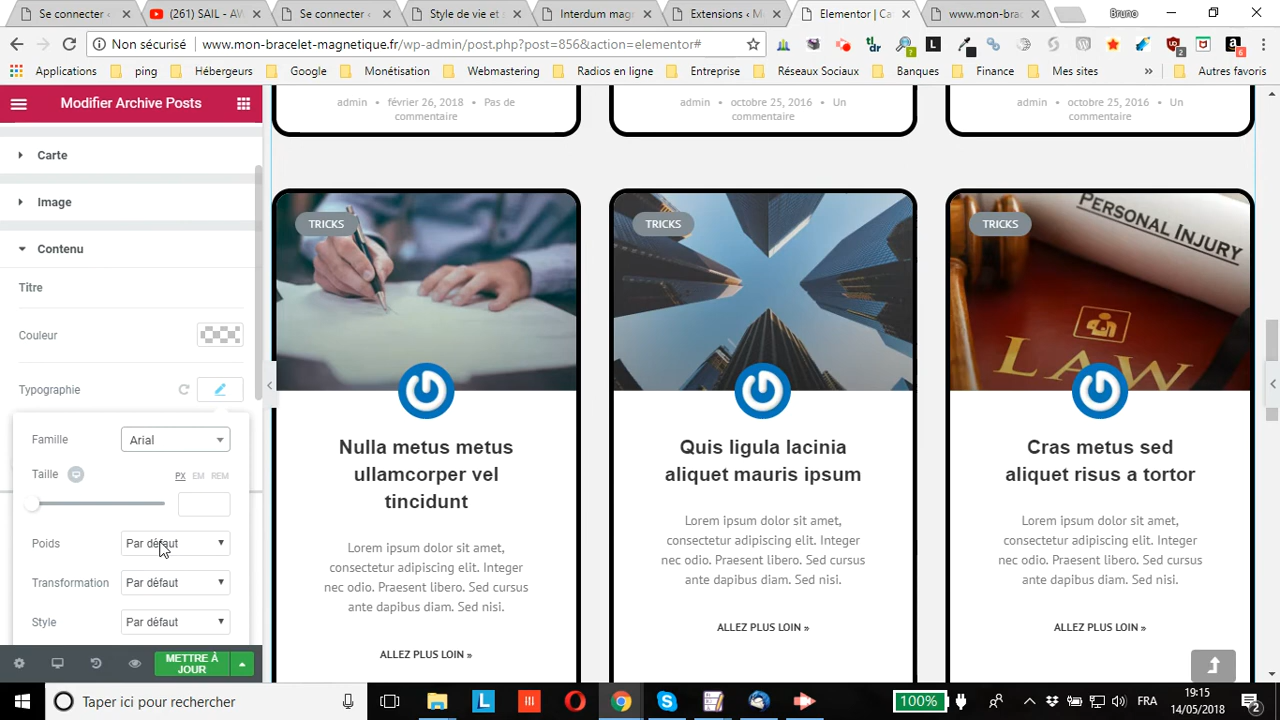 Se connecter ‹
(261) SAIL - AW
Se connecter ‹
Style de vie et
Interdum mag
Extensions ‹ M
Elementor | Ca
www.mon-brac
Bruno
Non sécurisé www.mon-bracelet-magnetique.fr/wp-admin/post.php?post=856&action=elementor#
Applications ping Hébergeurs Google Monétisation Webmastering Radios en ligne Entreprise Réseaux Sociaux Banques Finance Mes sites » Autres favoris
Modifier Archive Posts
Carte
Image
Contenu
Titre
Couleur
Typographie
Famille Arial
Taille PX EM REM
Poids Par défaut
Transformation Par défaut
Style Par défaut
METTRE À
JOUR
admin • février 26, 2018 • Pas de
commentaire
admin • octobre 25, 2016 • Un
commentaire
admin • octobre 25, 2016 • Un
commentaire
TRICKS
Nulla metus metus
ullamcorper vel
tincidunt
Lorem ipsum dolor sit amet,
consectetur adipiscing elit. Integer
nec odio. Praesent libero. Sed cursus
ante dapibus diam. Sed nisi.
ALLEZ PLUS LOIN »
TRICKS
Quis ligula lacinia
aliquet mauris ipsum
Lorem ipsum dolor sit amet,
consectetur adipiscing elit. Integer
nec odio. Praesent libero. Sed cursus
ante dapibus diam. Sed nisi.
ALLEZ PLUS LOIN »
TRICKS
PERSONAL INJURY
LAW
Cras metus sed
aliquet risus a tortor
Lorem ipsum dolor sit amet,
consectetur adipiscing elit. Integer
nec odio. Praesent libero. Sed cursus
ante dapibus diam. Sed nisi.
ALLEZ PLUS LOIN »
Taper ici pour rechercher
100%
FRA
19:15
14/05/2018
2